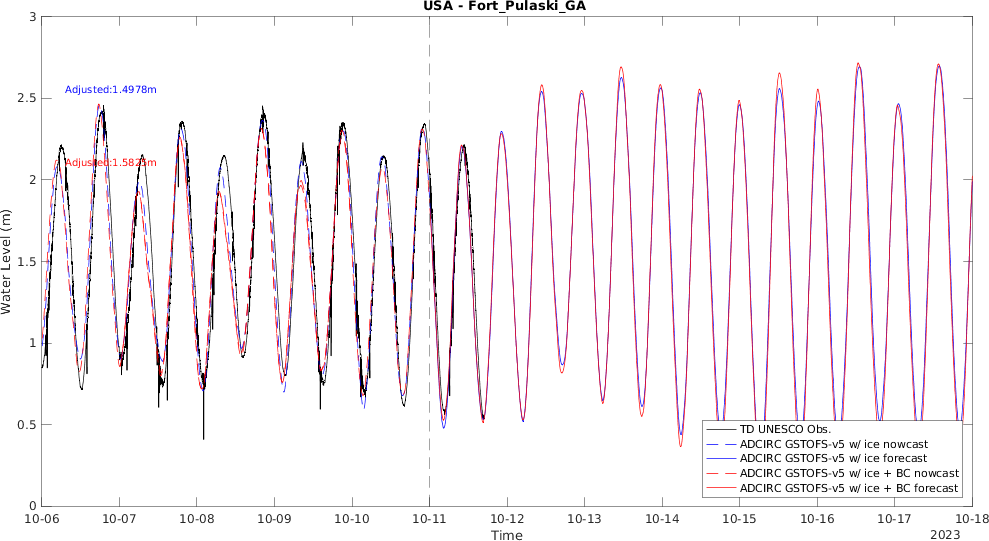 USA - Fort_Pulaski_GA
3
2.5
2
1.5
1
0.5
0
Water Level (m)
Adjusted:1.4978m
Adjusted:1.5825m
TD UNESCO Obs.
ADCIRC GSTOFS-v5 w/ ice nowcast
ADCIRC GSTOFS-v5 w/ ice forecast
ADCIRC GSTOFS-v5 w/ ice + BC nowcast
ADCIRC GSTOFS-v5 w/ ice + BC forecast
10-06 10-07 10-08 10-09 10-10 10-11 10-12 10-13 10-14 10-15 10-16 10-17 10-18
Time
2023